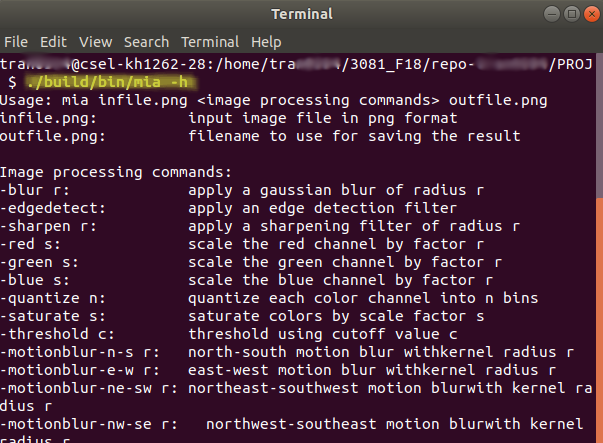 Terminal
File Edit View Search Terminal Help
@csel-kh1262-28:/home/ /3081_F18/repo- /PROJ
$ ./build/bin/mia -h
Usage: mia infile.png <image processing commands> outfile.png
infile.png: input image file in png format
outfile.png: filename to use for saving the result
Image processing commands:
-blur r: apply a gaussian blur of radius r
-edgedetect: apply an edge detection filter
-sharpen r: apply a sharpening filter of radius r
-red s: scale the red channel by factor r
-green s: scale the green channel by factor r
-blue s: scale the blue channel by factor r
-quantize n: quantize each color channel into n bins
-saturate s: saturate colors by scale factor s
-threshold c: threshold using cutoff value c
-motionblur-n-s r: north-south motion blur withkernel radius r
-motionblur-e-w r: east-west motion blur withkernel radius r
-motionblur-ne-sw r: northeast-southwest motion blurwith kernel ra
dius r
-motionblur-nw-se r: northwest-southeast motion blurwith kernel
radius r